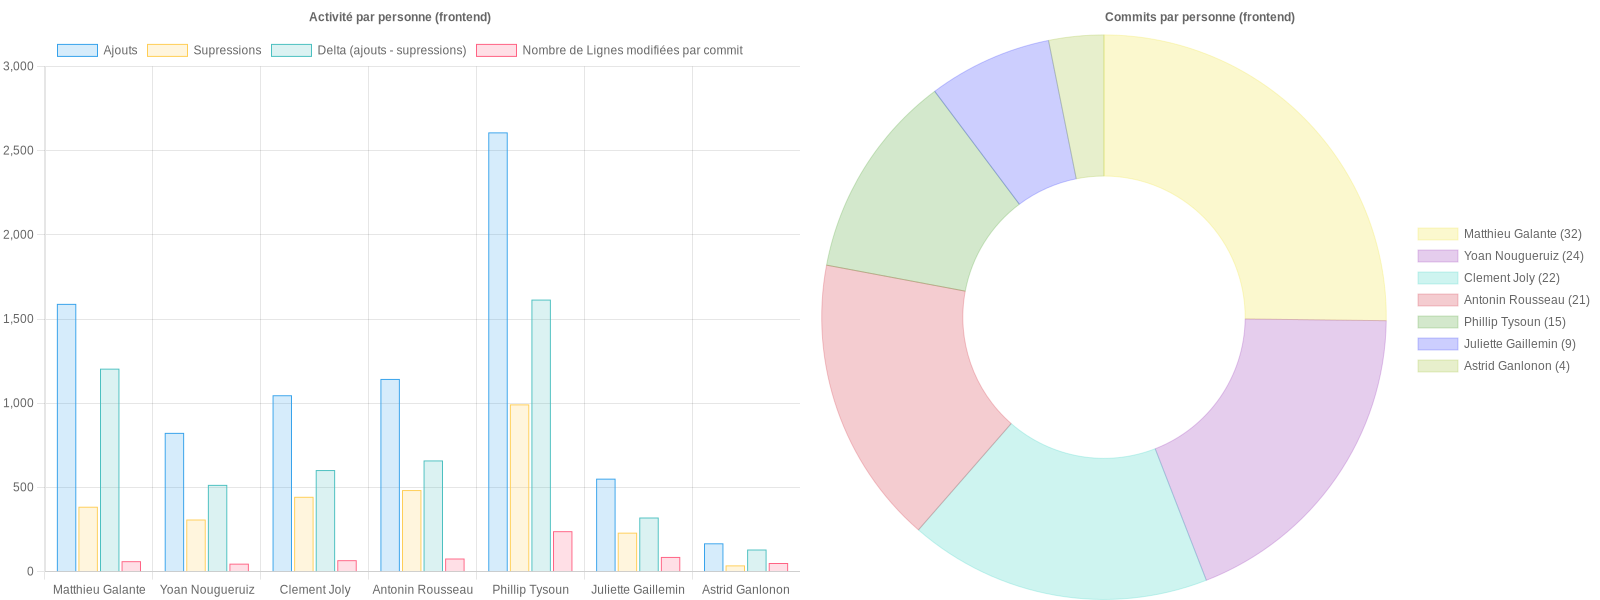 Activité par personne (frontend)
Ajouts
Supressions
Delta (ajouts - supressions)
Nombre de Lignes modifiées par commit
3,000
2,500
2,000
1,500
1,000
500
0
Matthieu Galante
Yoan Nougueruiz
Clement Joly
Antonin Rousseau
Phillip Tysoun
Juliette Gaillemin
Astrid Ganlonon
Commits par personne (frontend)
Matthieu Galante (32)
Yoan Nougueruiz (24)
Clement Joly (22)
Antonin Rousseau (21)
Phillip Tysoun (15)
Juliette Gaillemin (9)
Astrid Ganlonon (4)